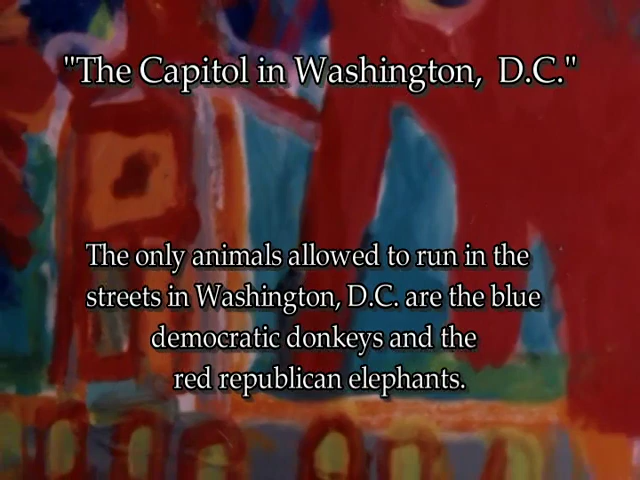 "The Capitol in Washington,  D.C."
The only animals allowed to run in the
streets in Washington, D.C. are the blue
democratic donkeys and the
red republican elephants.